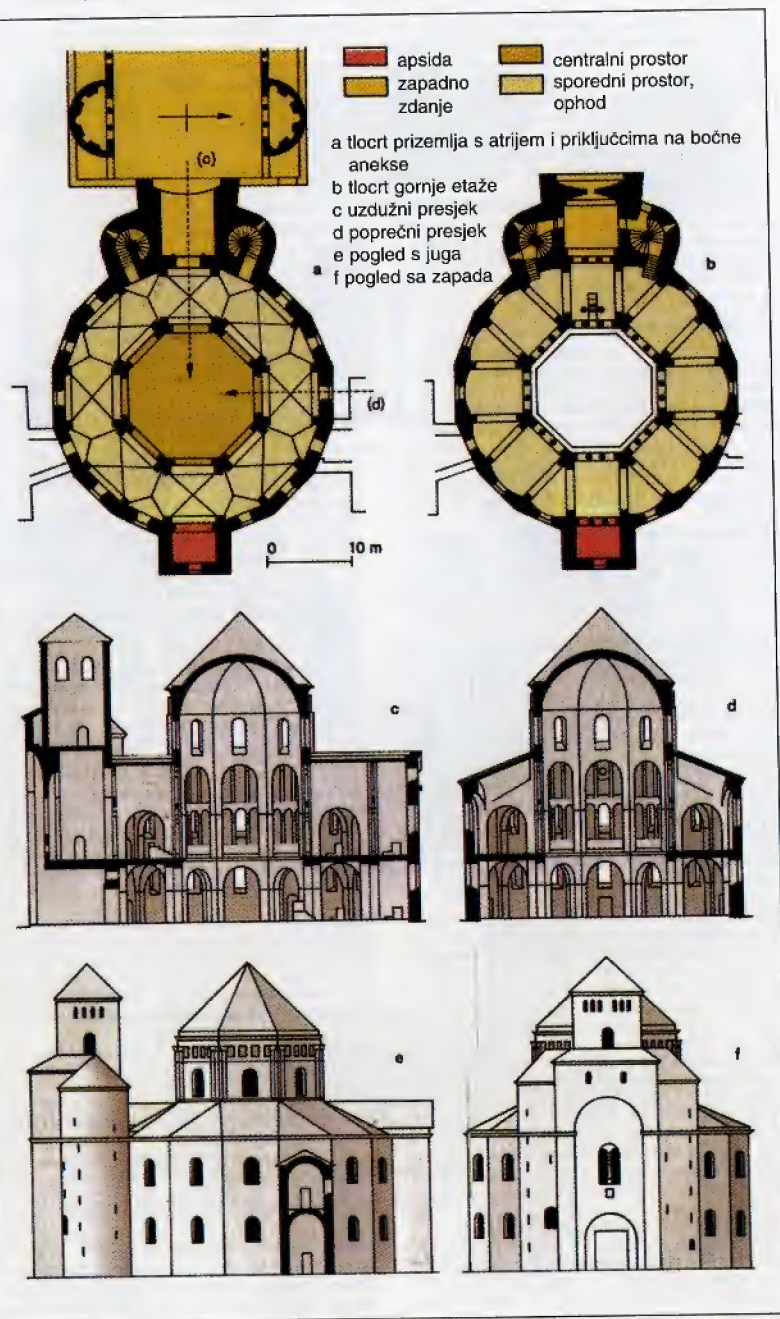 apsida
zapadno
zdanje
centralni prostor
sporedni prostor,
ophod
a tlocrt prizemlja s atrijem i priključcima na bočne
anekse
b tlocrt gornje etaže
c uzdužni presjek
d poprečni presjek
e pogled s juga
f pogled sa zapada
(c)
a
b
(d)
0 10 m
c
d
e
f